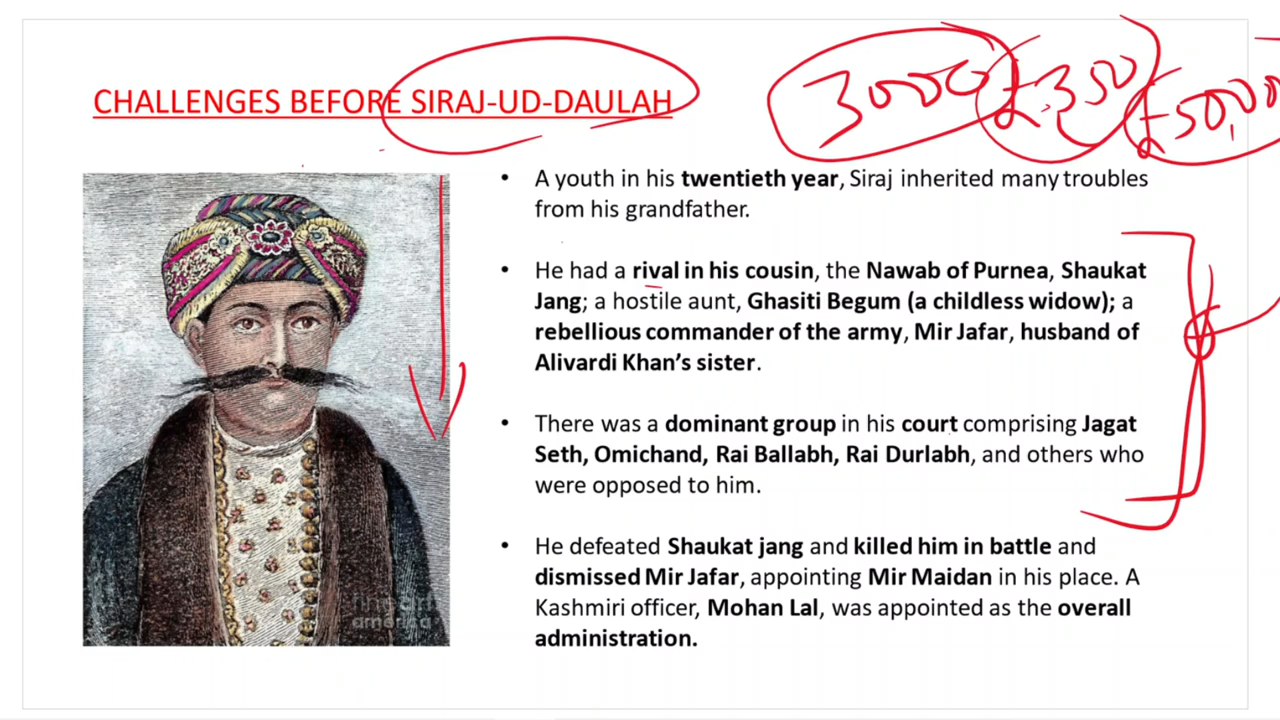 CHALLENGES BEFORE SIRAJ-UD-DAULAH
3000 £350 £50,00
• A youth in his twentieth year, Siraj inherited many troubles
from his grandfather.
• He had a rival in his cousin, the Nawab of Purnea, Shaukat
Jang; a hostile aunt, Ghasiti Begum (a childless widow); a
rebellious commander of the army, Mir Jafar, husband of
Alivardi Khan’s sister.
• There was a dominant group in his court comprising Jagat
Seth, Omichand, Rai Ballabh, Rai Durlabh, and others who
were opposed to him.
• He defeated Shaukat jang and killed him in battle and
dismissed Mir Jafar, appointing Mir Maidan in his place. A
Kashmiri officer, Mohan Lal, was appointed as the overall
administration.
fine art
america